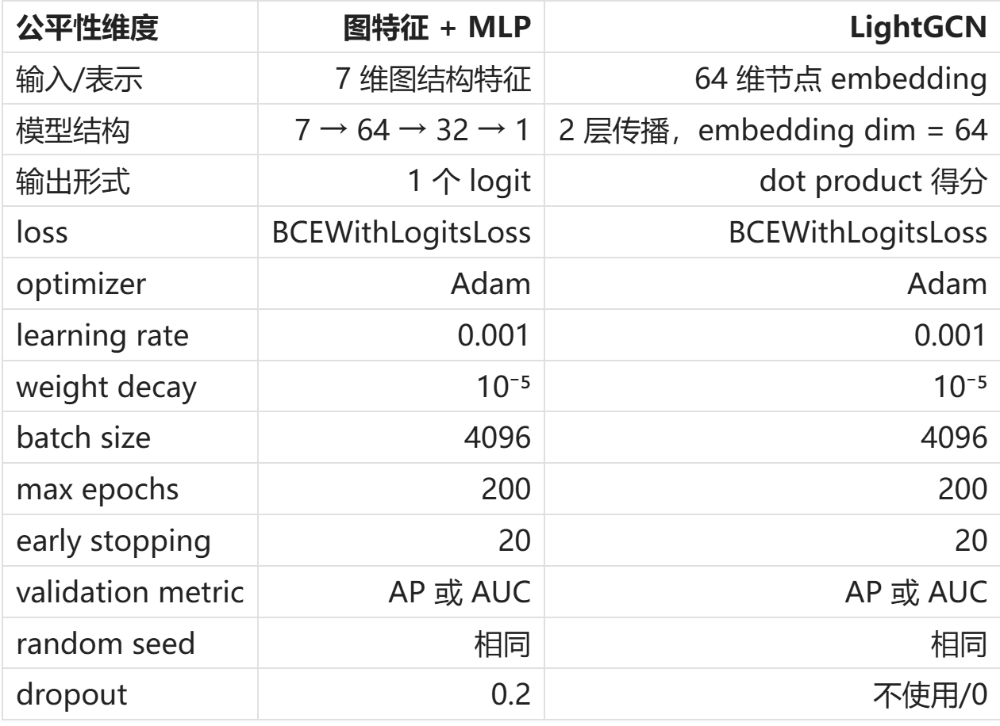 公平性维度 图特征 + MLP LightGCN
输入/表示 7 维图结构特征 64 维节点 embedding
模型结构 7 → 64 → 32 → 1 2 层传播，embedding dim = 64
输出形式 1 个 logit dot product 得分
loss BCEWithLogitsLoss BCEWithLogitsLoss
optimizer Adam Adam
learning rate 0.001 0.001
weight decay 10⁻⁵ 10⁻⁵
batch size 4096 4096
max epochs 200 200
early stopping 20 20
validation metric AP 或 AUC AP 或 AUC
random seed 相同 相同
dropout 0.2 不使用/0